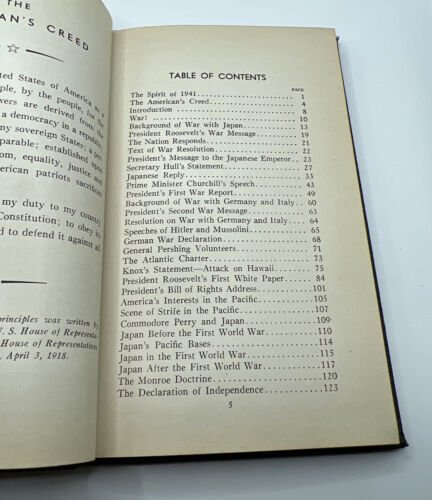 THE
AN'S CREED
ted States of America as a
ple, by the people, for the
ers are derived from the
a democracy in a republic;
ny sovereign States; a per-
parable; established upon
om, equality, justice and
erican patriots sacrificed
my duty to my country
Constitution; to obey its
d to defend it against all
principles was written by
U. S. House of Representa-
House of Representatives
, April 3, 1918.
TABLE OF CONTENTS
PAGE
The Spirit of 1941 1
The American's Creed 4
Introduction 8
War! 10
Background of War with Japan 13
President Roosevelt's War Message 19
The Nation Responds 21
Text of War Resolution 22
President's Message to the Japanese Emperor 23
Secretary Hull's Statement 27
Japanese Reply 33
Prime Minister Churchill's Speech 43
President's First War Report 49
Background of War with Germany and Italy 60
President's Second War Message 63
Resolution on War with Germany and Italy 64
Speeches of Hitler and Mussolini 65
German War Declaration 68
General Pershing Volunteers 71
The Atlantic Charter 73
Knox's Statement—Attack on Hawaii 75
President Roosevelt's First White Paper 84
President's Bill of Rights Address 101
America's Interests in the Pacific 105
Scene of Strife in the Pacific 107
Commodore Perry and Japan 109
Japan Before the First World War 110
Japan's Pacific Bases 114
Japan in the First World War 115
Japan After the First World War 117
The Monroe Doctrine 120
The Declaration of Independence 123
5